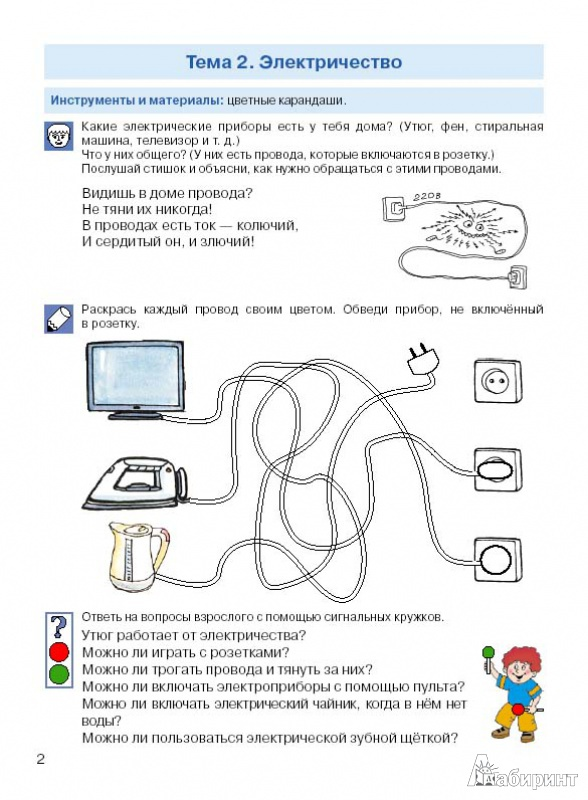 Тема 2. Электричество
Инструменты и материалы: цветные карандаши.
Какие электрические приборы есть у тебя дома? (Утюг, фен, стиральная
машина, телевизор и т. д.)
Что у них общего? (У них есть провода, которые включаются в розетку.)
Послушай стишок и объясни, как нужно обращаться с этими проводами.
Видишь в доме провода?
Не тяни их никогда!
В проводах есть ток — колючий,
И сердитый он, и злючий!
220В
Раскрась каждый провод своим цветом. Обведи прибор, не включённый
в розетку.
?
Ответь на вопросы взрослого с помощью сигнальных кружков.
Утюг работает от электричества?
Можно ли играть с розетками?
Можно ли трогать провода и тянуть за них?
Можно ли включать электроприборы с помощью пульта?
Можно ли включать электрический чайник, когда в нём нет
воды?
Можно ли пользоваться электрической зубной щёткой?
2
Лабиринт